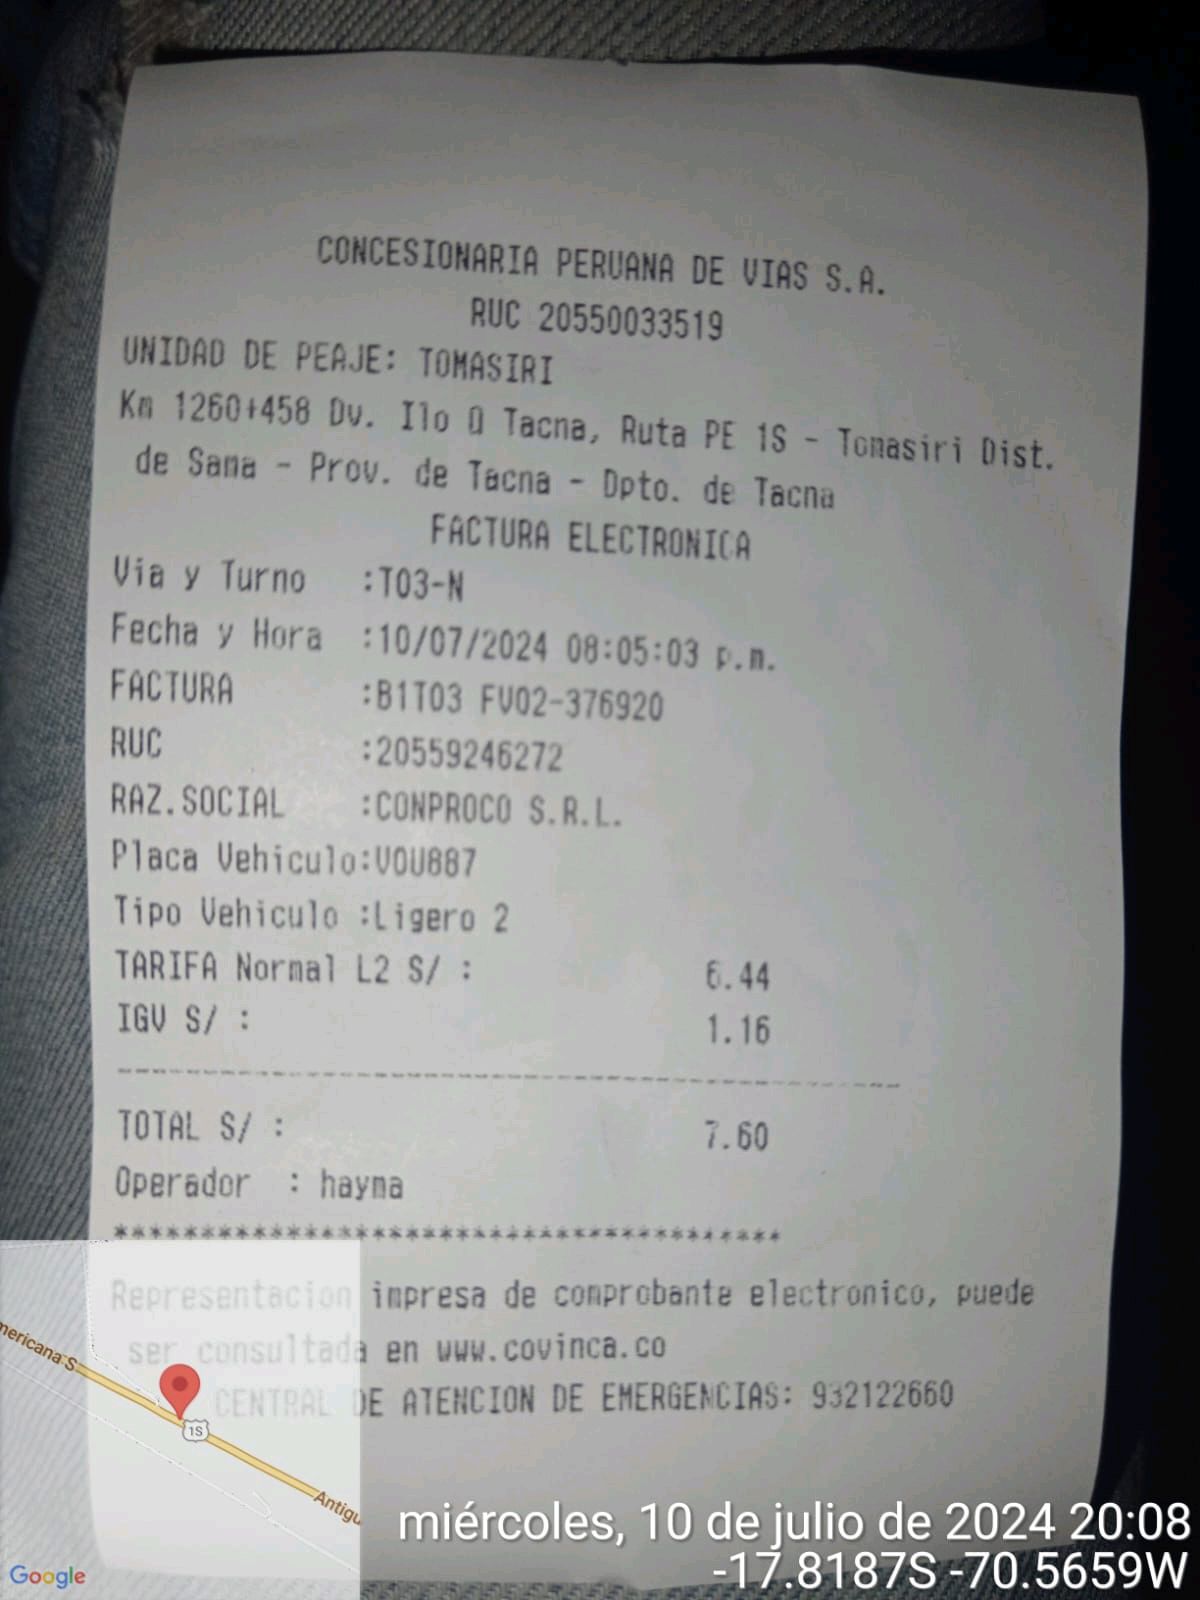 CONCESIONARIA PERUANA DE VIAS S.A.
RUC 20550033519
UNIDAD DE PEAJE: TOMASIRI
Km 1260+458 Dv. Ilo Q Tacna, Ruta PE 1S - Tomasiri Dist.
de Sama - Prov. de Tacna - Dpto. de Tacna
FACTURA ELECTRONICA
Via y Turno :T03-N
Fecha y Hora :10/07/2024 08:05:03 p.m.
FACTURA :B1T03 FV02-376920
RUC :20559246272
RAZ.SOCIAL :CONPROCO S.R.L.
Placa Vehiculo:VOU887
Tipo Vehiculo :Ligero 2
TARIFA Normal L2 S/ : 6.44
IGV S/ : 1.16
TOTAL S/ : 7.60
Operador : hayma
****************************************
Representacion impresa de comprobante electronico, puede
ser consultada en www.covinca.co
CENTRAL DE ATENCION DE EMERGENCIAS: 932122660
mericana S
1S
Antigu
Google
miércoles, 10 de julio de 2024 20:08
-17.8187S -70.5659W